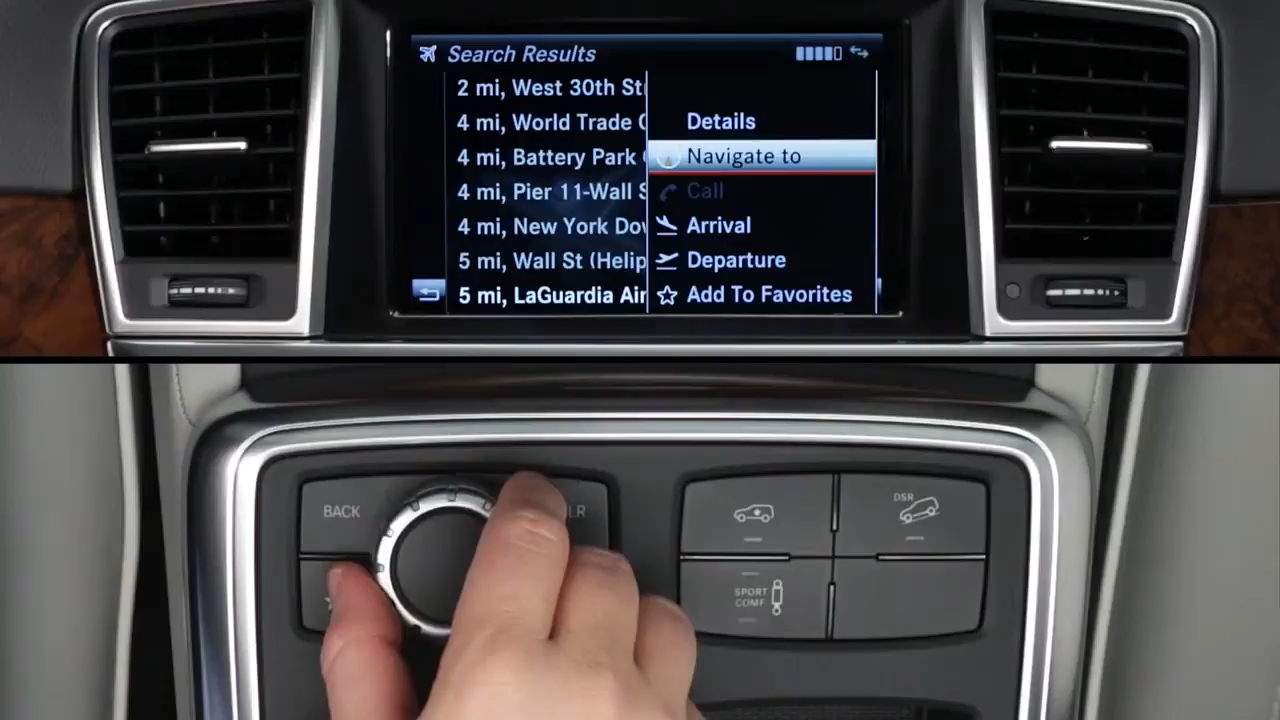 Search Results
2 mi, West 30th St
4 mi, World Trade
4 mi, Battery Park
4 mi, Pier 11-Wall
4 mi, New York
5 mi, Wall St (Helip
5 mi, LaGuardia Air
Details
Navigate to
Call
Arrival
Departure
Add To Favorites
BACK
LR
DSR
SPORT
COMF